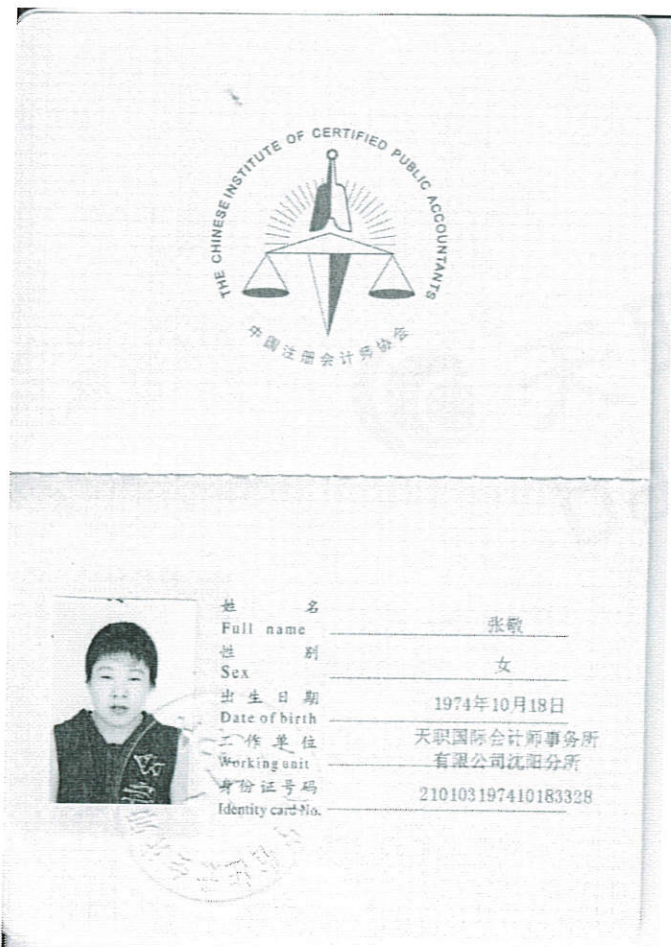 THE CHINESE INSTITUTE OF CERTIFIED PUBLIC ACCOUNTANTS
中国注册会计师协会
姓 名
Full name
张敏
性 别
Sex
女
出生日期
Date of birth
1974年10月18日
工作单位
Working unit
天职国际会计师事务所
有限公司沈阳分所
身份证号码
Identity card No.
210103197410183328